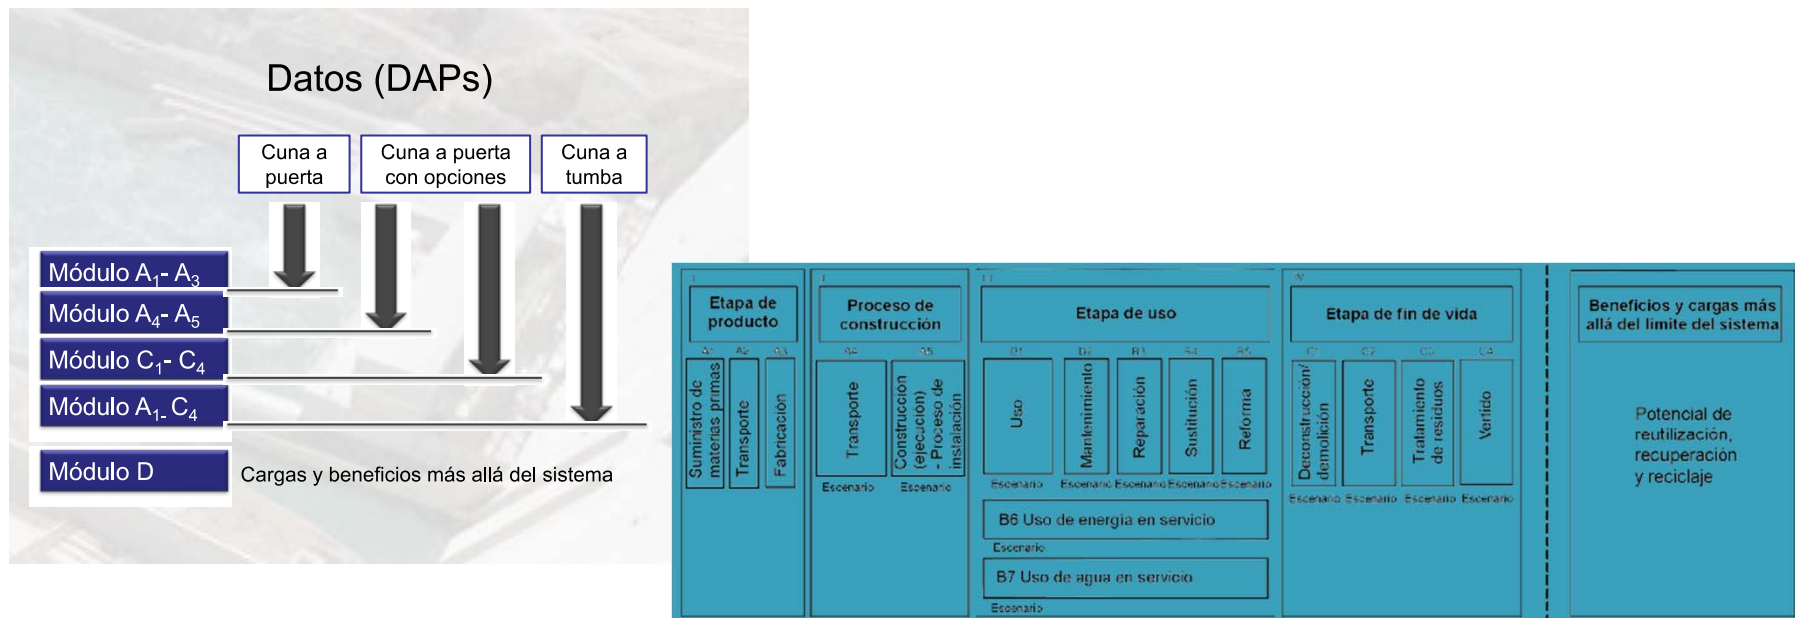 Datos (DAPs)
Cuna a
puerta
Cuna a puerta
con opciones
Cuna a
tumba
Módulo A1- A3
Módulo A4- A5
Módulo C1- C4
Módulo A1- C4
Módulo D
Cargas y beneficios más allá del sistema
Etapa de
producto
A1
A2
A3
Suministro de
materias primas
Transporte
Fabricación
Proceso de
construcción
A4
A5
Transporte
Construcción
(ejecución)
- Proceso de
instalación
Escenario
Escenario
Etapa de uso
B1
B2
B3
B4
B5
Uso
Mantenimiento
Reparación
Sustitución
Reforma
Escenario
Escenario
Escenario
Escenario
Escenario
B6 Uso de energía en servicio
Escenario
B7 Uso de agua en servicio
Escenario
Etapa de fin de vida
C1
C2
C3
C4
Deconstrucción/
demolición
Transporte
Tratamiento
de residuos
Vertido
Escenario
Escenario
Escenario
Escenario
Beneficios y cargas más
allá del limite del sistema
Potencial de
reutilización,
recuperación
y reciclaje